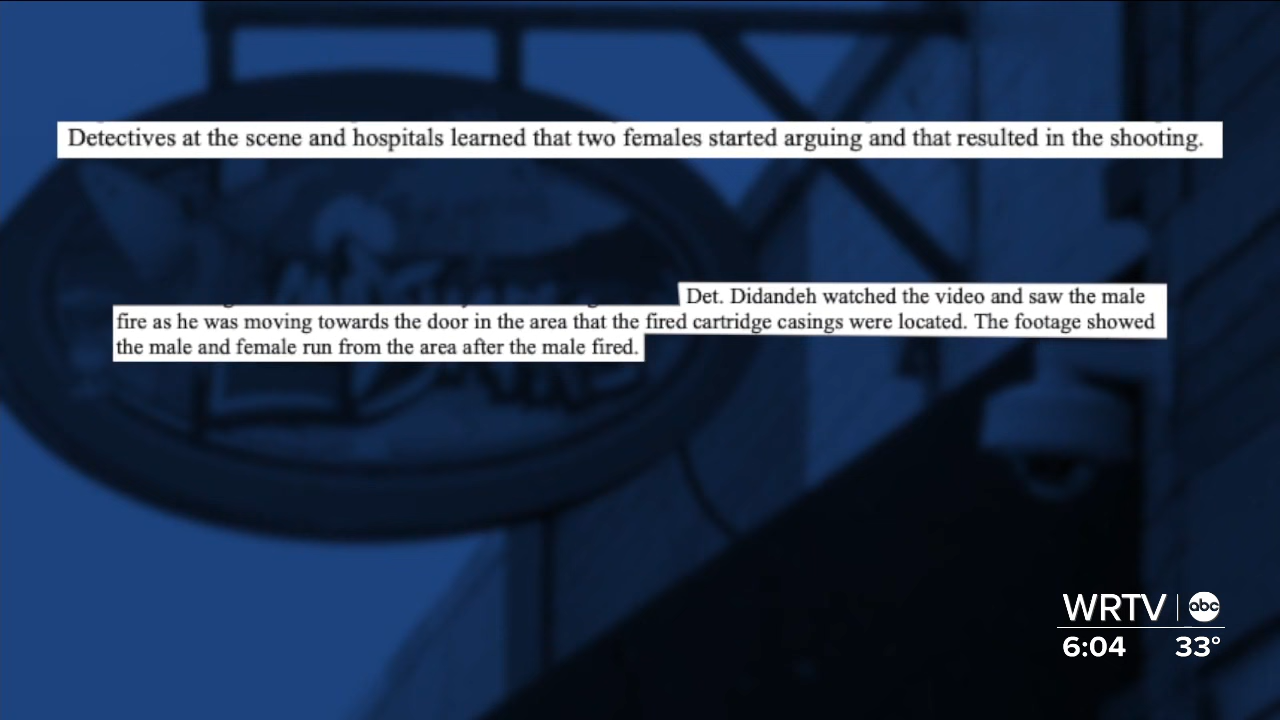 Detectives at the scene and hospitals learned that two females started arguing and that resulted in the shooting.
Det. Didandeh watched the video and saw the male
fire as he was moving towards the door in the area that the fired cartridge casings were located. The footage showed
the male and female run from the area after the male fired.
WRTV abc
6:04 33°